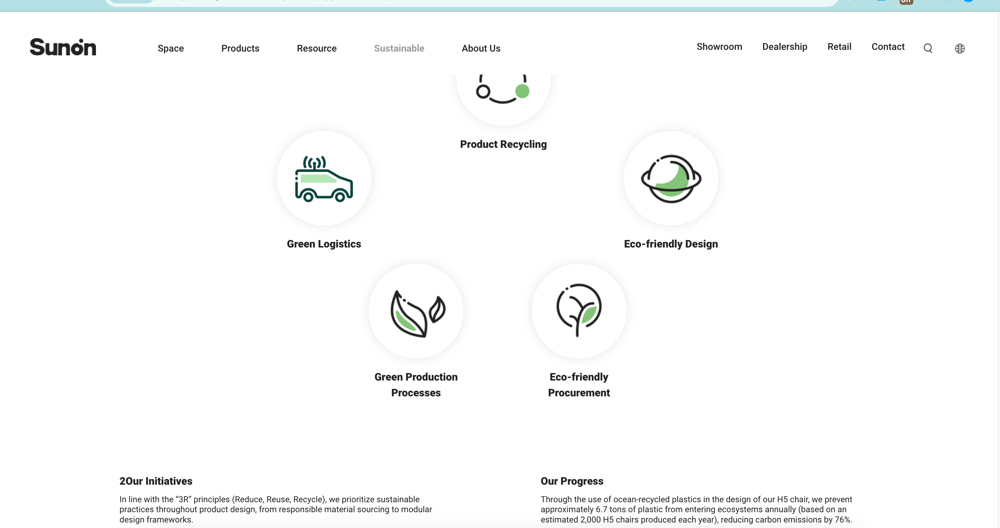 Sunon
Space
Products
Resource
Sustainable
About Us
Showroom
Dealership
Retail
Contact
Product Recycling
Green Logistics
Eco-friendly Design
Green Production
Processes
Eco-friendly
Procurement
2Our Initiatives
In line with the “3R” principles (Reduce, Reuse, Recycle), we prioritize sustainable
practices throughout product design, from responsible material sourcing to modular
design frameworks.
Our Progress
Through the use of ocean-recycled plastics in the design of our H5 chair, we prevent
approximately 6.7 tons of plastic from entering ecosystems annually (based on an
estimated 2,000 H5 chairs produced each year), reducing carbon emissions by 76%.